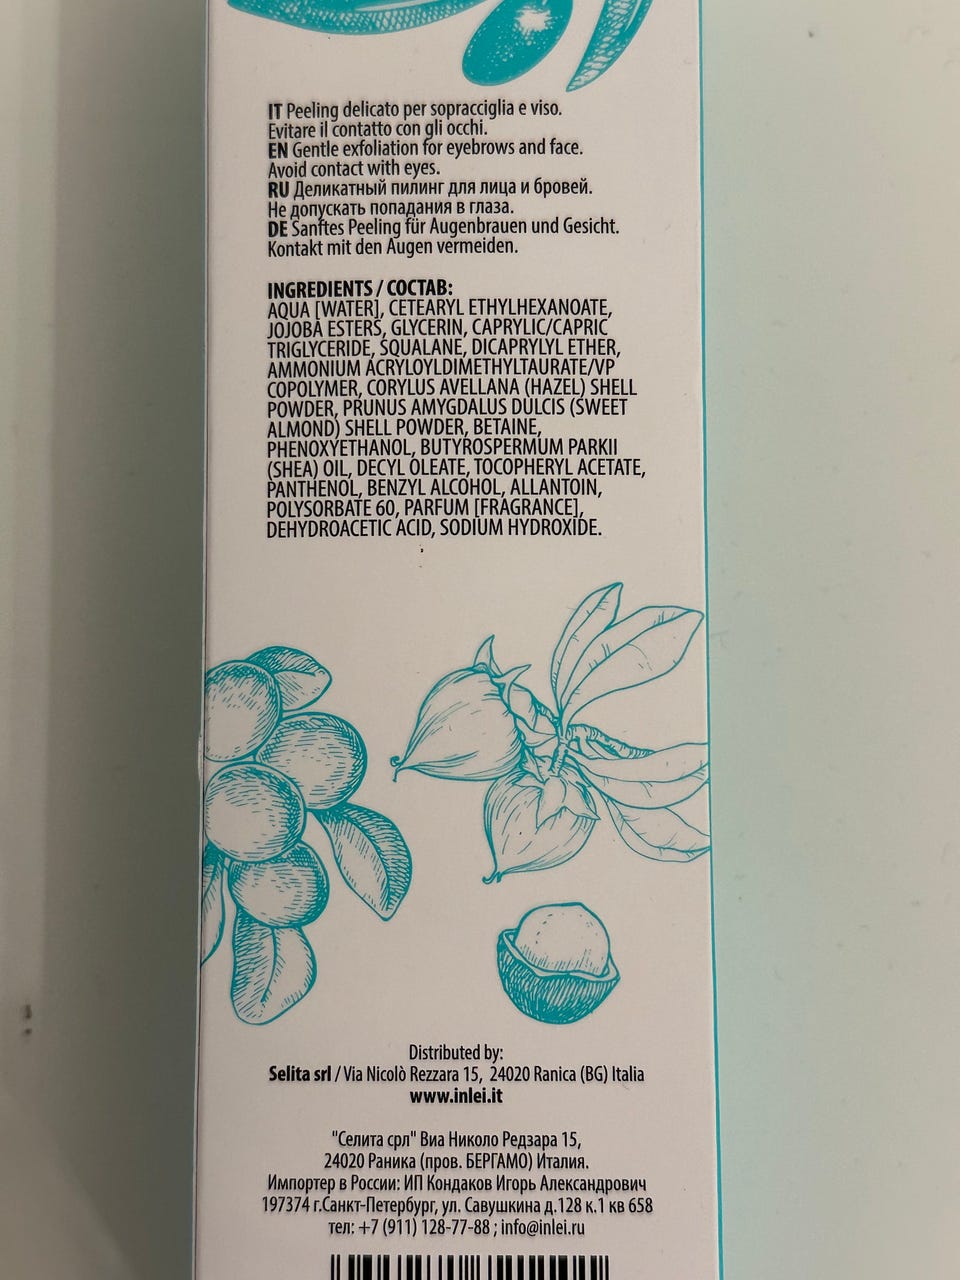 IT Peeling delicato per sopracciglia e viso.
Evitare il contatto con gli occhi.
EN Gentle exfoliation for eyebrows and face.
Avoid contact with eyes.
RU Деликатный пилинг для лица и бровей.
Не допускать попадания в глаза.
DE Sanftes Peeling für Augenbrauen und Gesicht.
Kontakt mit den Augen vermeiden.
INGREDIENTS / СОСТАВ:
AQUA [WATER], CETEARYL ETHYLHEXANOATE,
JOJOBA ESTERS, GLYCERIN, CAPRYLIC/CAPRIC
TRIGLYCERIDE, SQUALANE, DICAPRYLYL ETHER,
AMMONIUM ACRYLOYLDIMETHYLTAURATE/VP
COPOLYMER, CORYLUS AVELLANA (HAZEL) SHELL
POWDER, PRUNUS AMYGDALUS DULCIS (SWEET
ALMOND) SHELL POWDER, BETAINE,
PHENOXYETHANOL, BUTYROSPERMUM PARKII
(SHEA) OIL, DECYL OLEATE, TOCOPHERYL ACETATE,
PANTHENOL, BENZYL ALCOHOL, ALLANTOIN,
POLYSORBATE 60, PARFUM [FRAGRANCE],
DEHYDROACETIC ACID, SODIUM HYDROXIDE.
Distributed by:
Selita srl / Via Nicolò Rezzara 15, 24020 Ranica (BG) Italia
www.inlei.it
"Селита срл" Виа Николо Редзара 15,
24020 Раника (пров. БЕРГАМО) Италия.
Импортер в России: ИП Кондаков Игорь Александрович
197374 г.Санкт-Петербург, ул. Савушкина д.128 к.1 кв 658
тел: +7 (911) 128-77-88 ; info@inlei.ru